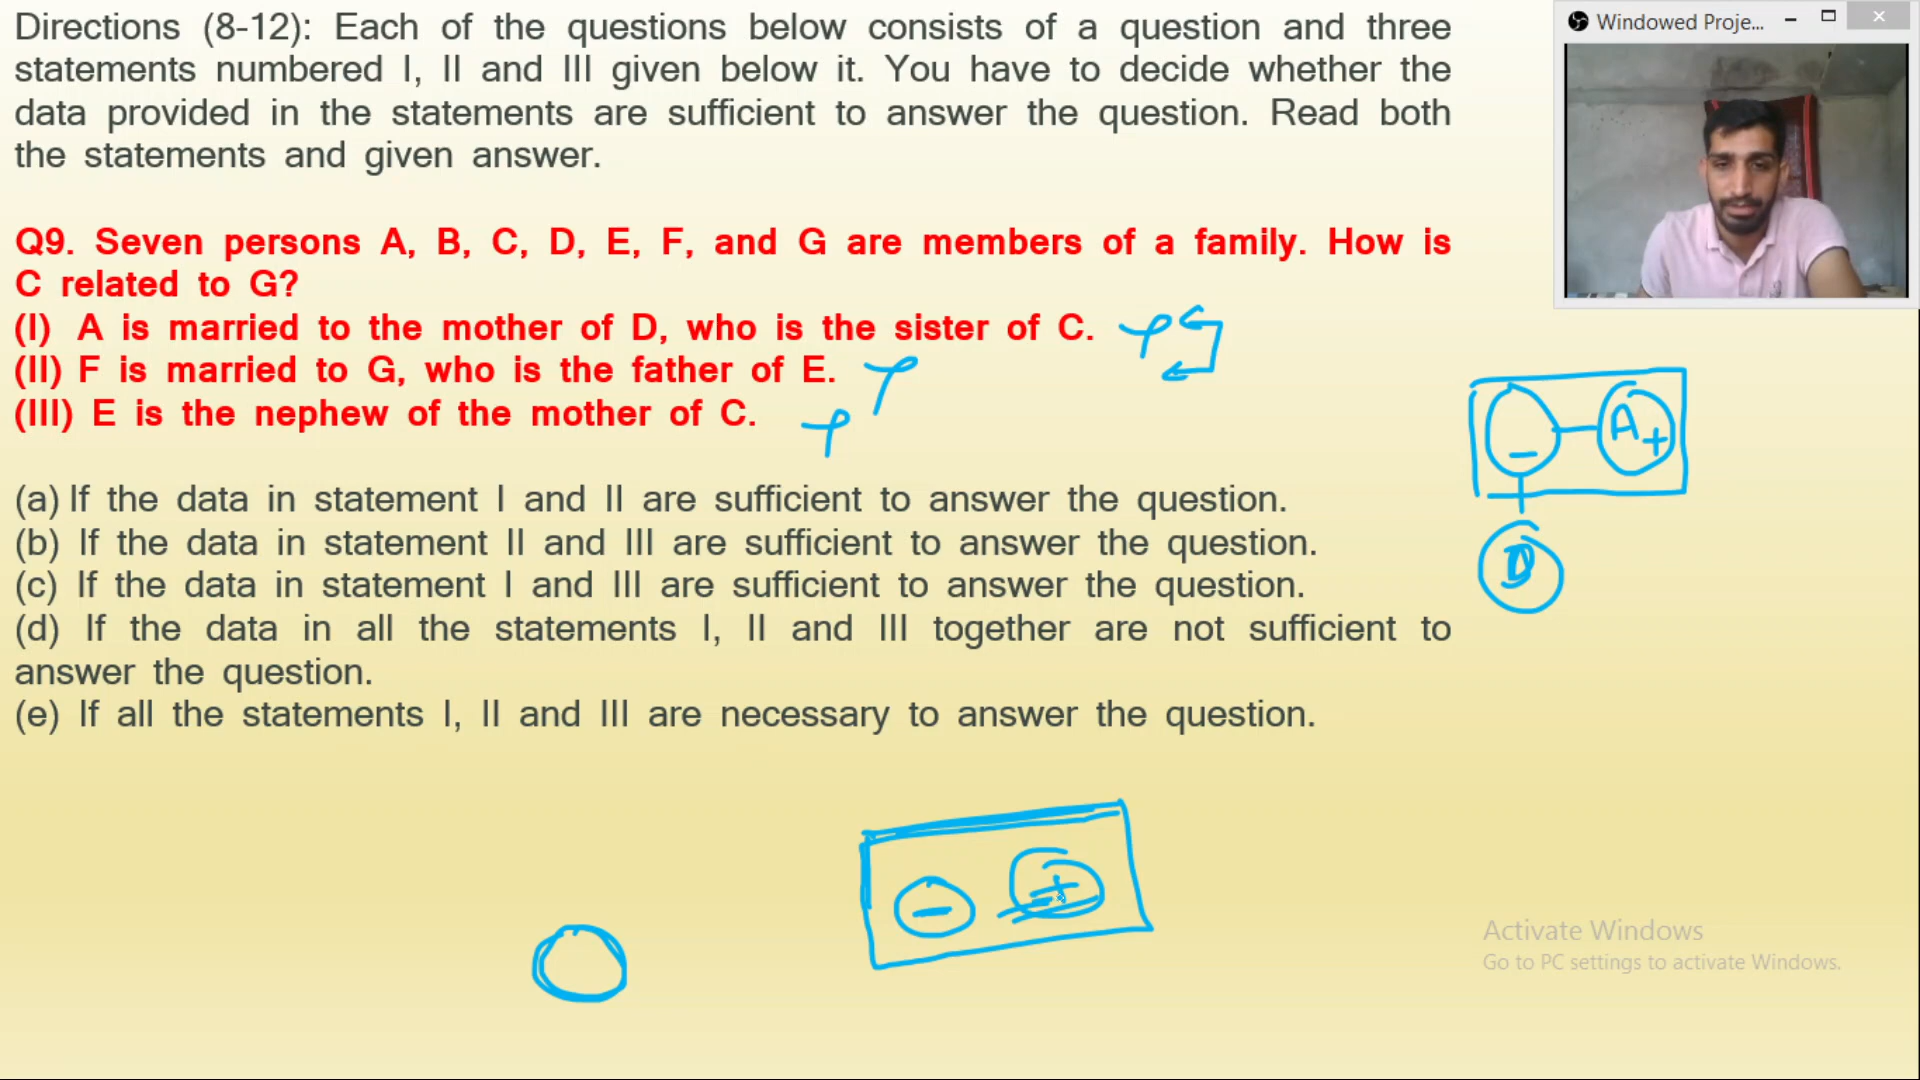 Directions (8-12): Each of the questions below consists of a question and three
statements numbered I, II and III given below it. You have to decide whether the
data provided in the statements are sufficient to answer the question. Read both
the statements and given answer.
Windowed Proje...
Q9. Seven persons A, B, C, D, E, F, and G are members of a family. How is
C related to G?
(I) A is married to the mother of D, who is the sister of C.
(II) F is married to G, who is the father of E.
(III) E is the nephew of the mother of C.
− A +
D
(a) If the data in statement I and II are sufficient to answer the question.
(b) If the data in statement II and III are sufficient to answer the question.
(c) If the data in statement I and III are sufficient to answer the question.
(d) If the data in all the statements I, II and III together are not sufficient to
answer the question.
(e) If all the statements I, II and III are necessary to answer the question.
− +
Activate Windows
Go to PC settings to activate Windows.